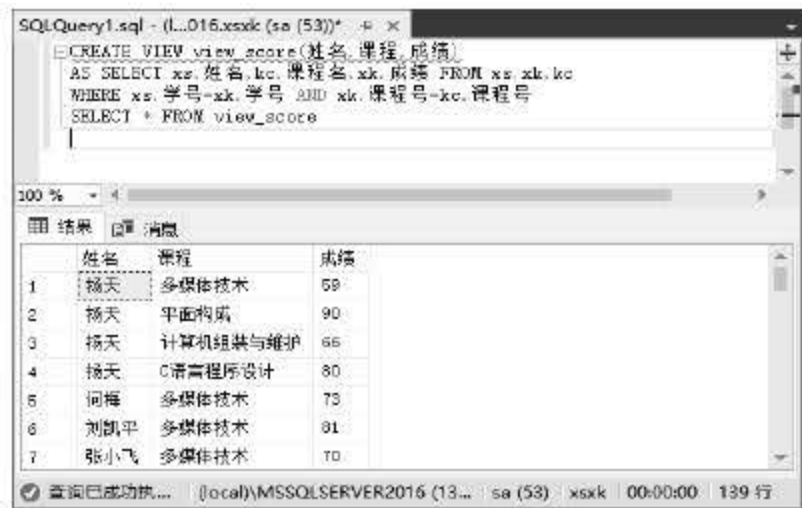 SQLQuery1.sql - (l...016.xsxk (sa (53))*
CREATE VIEW view_score(姓名,课程,成绩)
AS SELECT xs.姓名,kc.课程名,xk.成绩 FROM xs,xk,kc
WHERE xs.学号=xk.学号 AND xk.课程号=kc.课程号
SELECT * FROM view_score
100 %
结果 消息
姓名 课程 成绩
1 杨天 多媒体技术 59
2 杨天 平面构成 90
3 杨天 计算机组装与维护 66
4 杨天 C语言程序设计 80
5 何梅 多媒体技术 73
6 刘凯平 多媒体技术 81
7 张小飞 多媒体技术 70
查询已成功执... (local)\MSSQLSERVER2016 (13... sa (53) xsxk 00:00:00 139 行